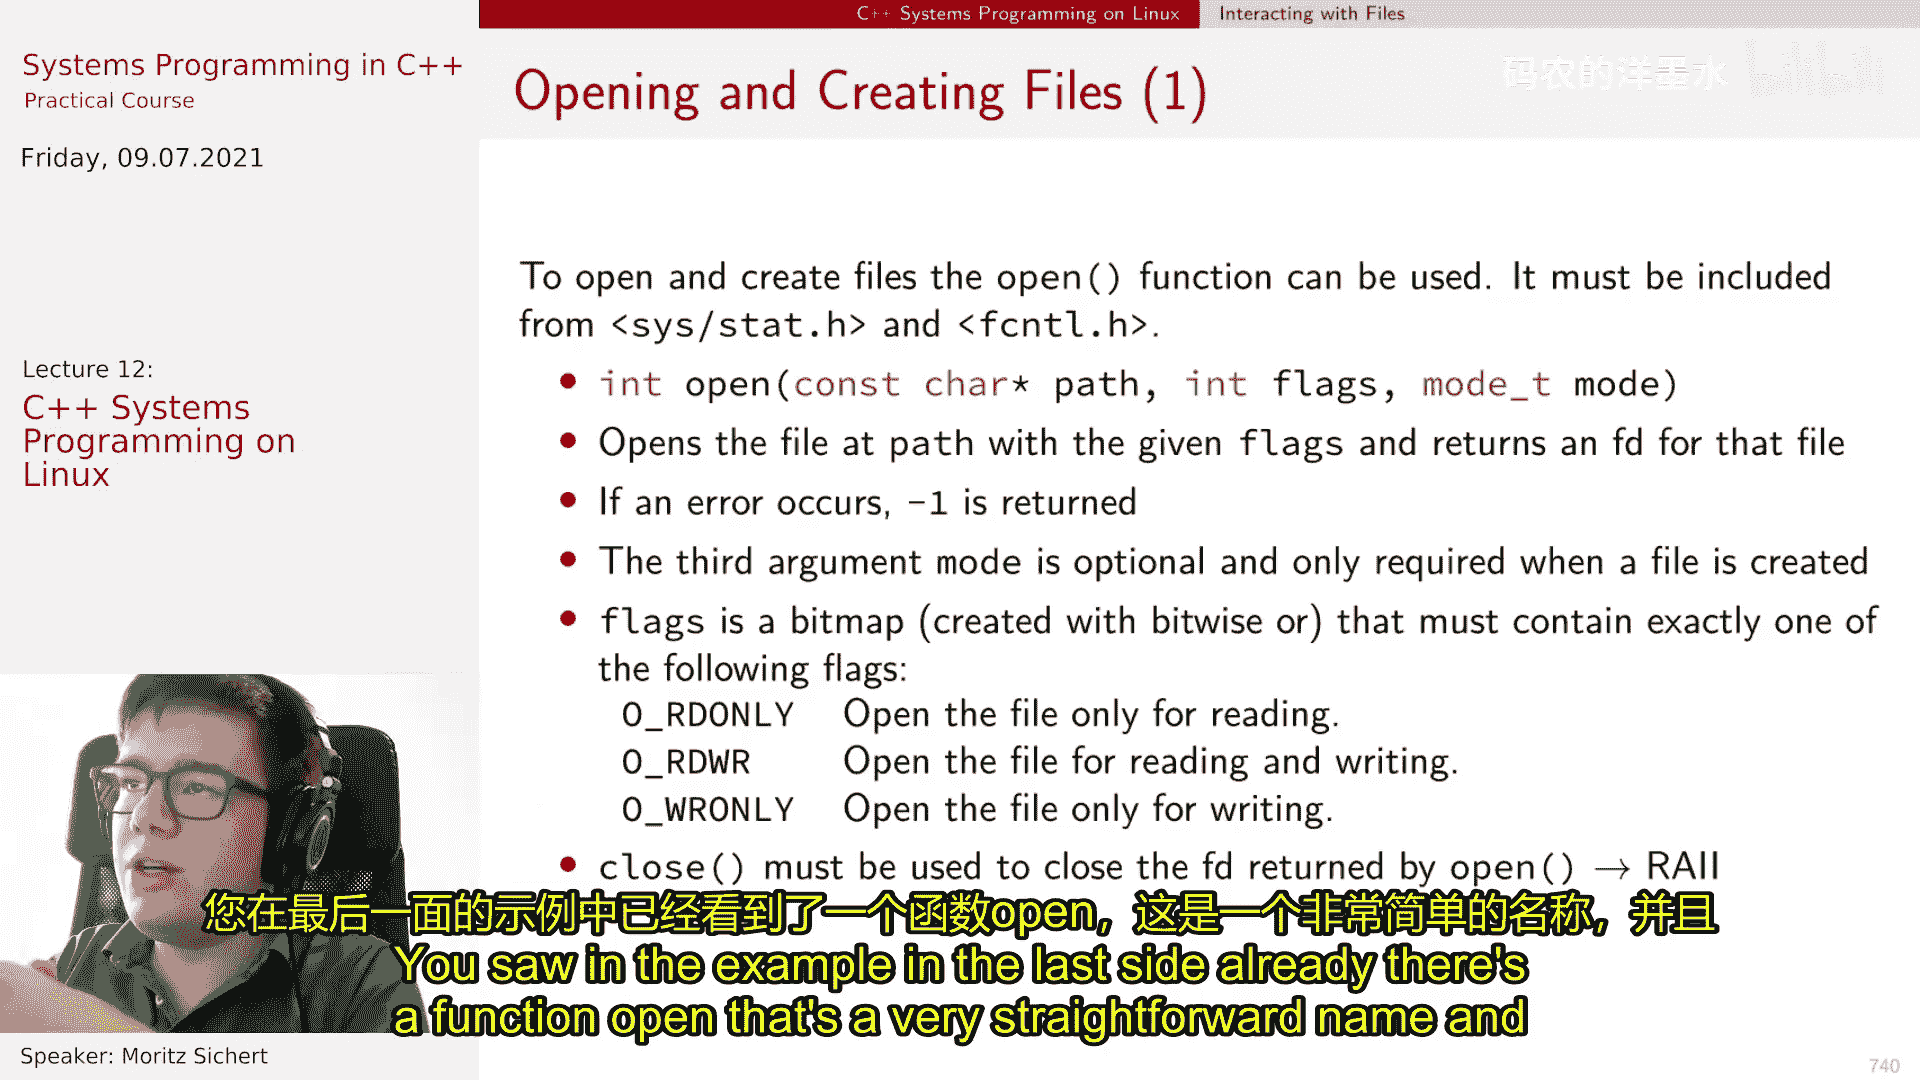 C++ Systems Programming on Linux
Interacting with Files
Systems Programming in C++
Practical Course
Friday, 09.07.2021
Opening and Creating Files (1)
码农的洋墨水
bilibili
To open and create files the open() function can be used. It must be included
from <sys/stat.h> and <fcntl.h>.
• int open(const char* path, int flags, mode_t mode)
• Opens the file at path with the given flags and returns an fd for that file
• If an error occurs, -1 is returned
• The third argument mode is optional and only required when a file is created
• flags is a bitmap (created with bitwise or) that must contain exactly one of
the following flags:
O_RDONLY Open the file only for reading.
O_RDWR Open the file for reading and writing.
O_WRONLY Open the file only for writing.
• close() must be used to close the fd returned by open() → RAII
Lecture 12:
C++ Systems
Programming on
Linux
您在最后一面的示例中已经看到了一个函数open，这是一个非常简单的名称，并且
You saw in the example in the last side already there's
a function open that's a very straightforward name and
Speaker: Moritz Sichert
740